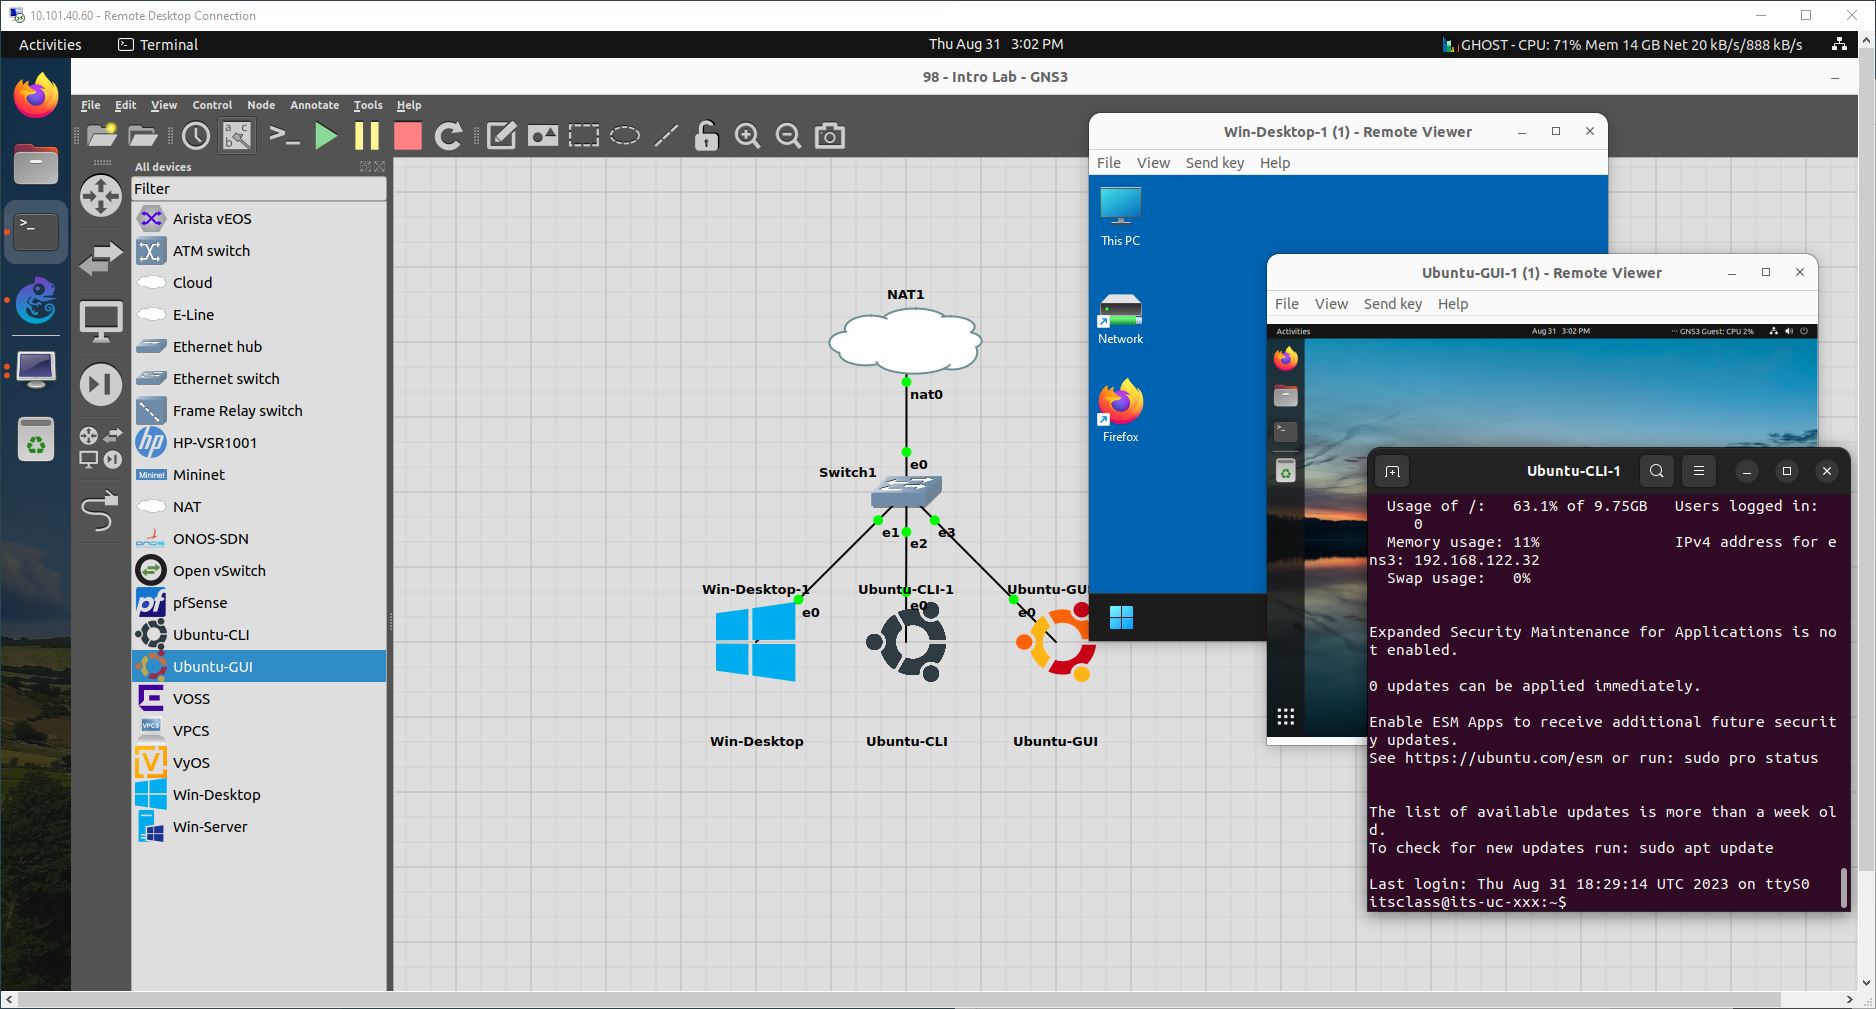 10.101.40.60 - Remote Desktop Connection
Activities
Terminal
Thu Aug 31 3:02 PM
GHOST - CPU: 71% Mem 14 GB Net 20 kB/s/888 kB/s
98 - Intro Lab - GNS3
File Edit View Control Node Annotate Tools Help
All devices
Filter
Arista vEOS
ATM switch
Cloud
E-Line
Ethernet hub
Ethernet switch
Frame Relay switch
HP-VSR1001
Mininet
NAT
ONOS-SDN
Open vSwitch
pfSense
Ubuntu-CLI
Ubuntu-GUI
VOSS
VPCS
VyOS
Win-Desktop
Win-Server
NAT1
nat0
e0
Switch1
e1
e2
e3
Win-Desktop-1
e0
Ubuntu-CLI-1
e0
Ubuntu-GUI
e0
Win-Desktop
Ubuntu-CLI
Ubuntu-GUI
Win-Desktop-1 (1) - Remote Viewer
File View Send key Help
This PC
Network
Firefox
Ubuntu-GUI-1 (1) - Remote Viewer
File View Send key Help
Activities
Aug 31 3:02 PM
GNS3 Guest: CPU 2%
Ubuntu-CLI-1
Usage of /: 63.1% of 9.75GB Users logged in:
0
Memory usage: 11% IPv4 address for e
ns3: 192.168.122.32
Swap usage: 0%
Expanded Security Maintenance for Applications is no
t enabled.
0 updates can be applied immediately.
Enable ESM Apps to receive additional future securit
y updates.
See https://ubuntu.com/esm or run: sudo pro status
The list of available updates is more than a week ol
d.
To check for new updates run: sudo apt update
Last login: Thu Aug 31 18:29:14 UTC 2023 on ttyS0
itsclass@its-uc-xxx:~$